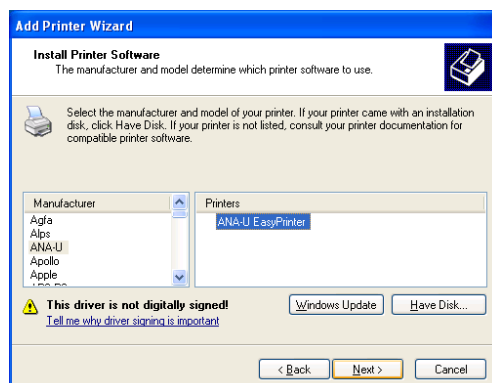 Add Printer Wizard
Install Printer Software
The manufacturer and model determine which printer software to use.
Select the manufacturer and model of your printer. If your printer came with an installation
disk, click Have Disk. If your printer is not listed, consult your printer documentation for
compatible printer software.
Manufacturer
Agfa
Alps
ANA-U
Apollo
Apple
Printers
ANA-U EasyPrinter
This driver is not digitally signed!
Tell me why driver signing is important
Windows Update
Have Disk...
< Back
Next >
Cancel